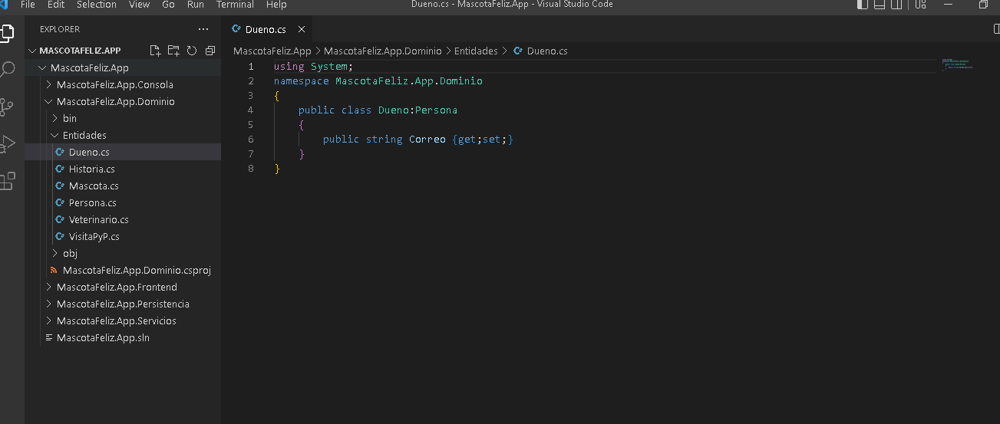 File Edit Selection View Go Run Terminal Help Dueno.cs - MascotaFeliz.App - Visual Studio Code
EXPLORER
MASCOTAFELIZ.APP
MascotaFeliz.App
MascotaFeliz.App.Consola
MascotaFeliz.App.Dominio
bin
Entidades
Dueno.cs
Historia.cs
Mascota.cs
Persona.cs
Veterinario.cs
VisitaPyP.cs
obj
MascotaFeliz.App.Dominio.csproj
MascotaFeliz.App.Frontend
MascotaFeliz.App.Persistencia
MascotaFeliz.App.Servicios
MascotaFeliz.App.sln
Dueno.cs
MascotaFeliz.App > MascotaFeliz.App.Dominio > Entidades > Dueno.cs
1 using System;
2 namespace MascotaFeliz.App.Dominio
3 {
4 public class Dueno:Persona
5 {
6 public string Correo {get;set;}
7 }
8 }